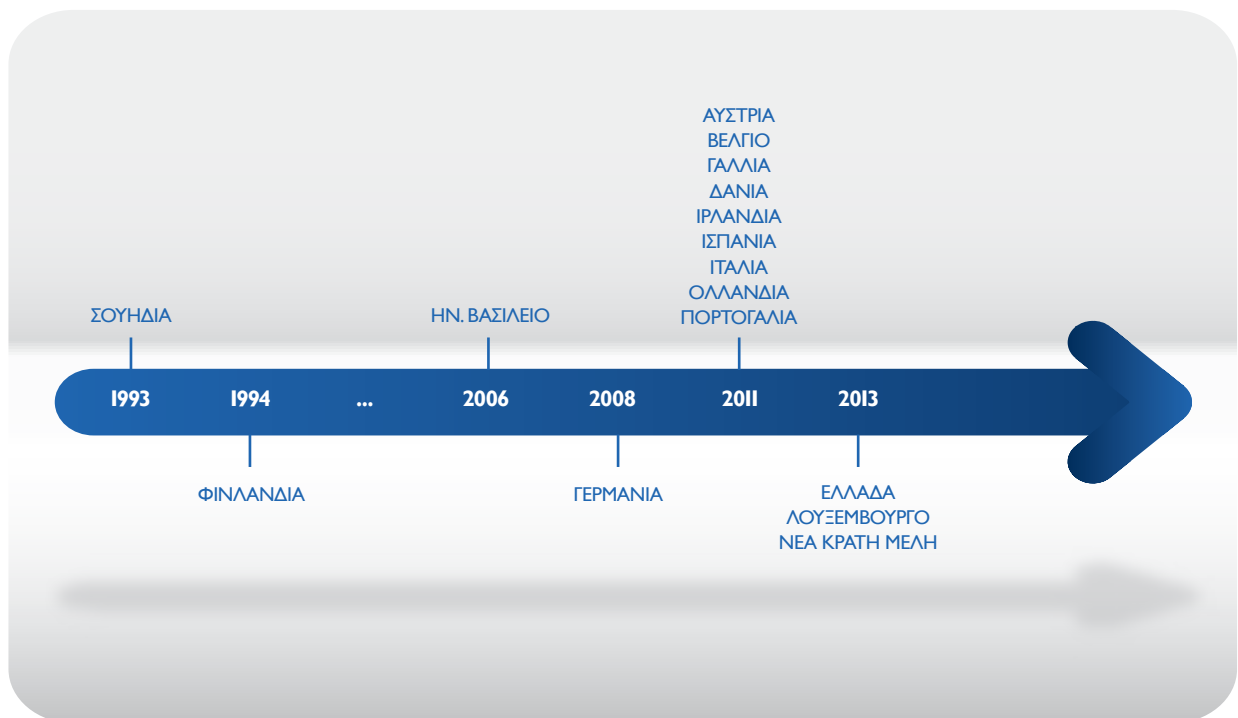 ΑΥΣΤΡΙΑ
ΒΕΛΓΙΟ
ΓΑΛΛΙΑ
ΔΑΝΙΑ
ΙΡΛΑΝΔΙΑ
ΙΣΠΑΝΙΑ
ΙΤΑΛΙΑ
ΟΛΛΑΝΔΙΑ
ΠΟΡΤΟΓΑΛΙΑ
ΣΟΥΗΔΙΑ
ΗΝ. ΒΑΣΙΛΕΙΟ
1993 1994 ... 2006 2008 2011 2013
ΦΙΝΛΑΝΔΙΑ
ΓΕΡΜΑΝΙΑ
ΕΛΛΑΔΑ
ΛΟΥΞΕΜΒΟΥΡΓΟ
ΝΕΑ ΚΡΑΤΗ ΜΕΛΗ